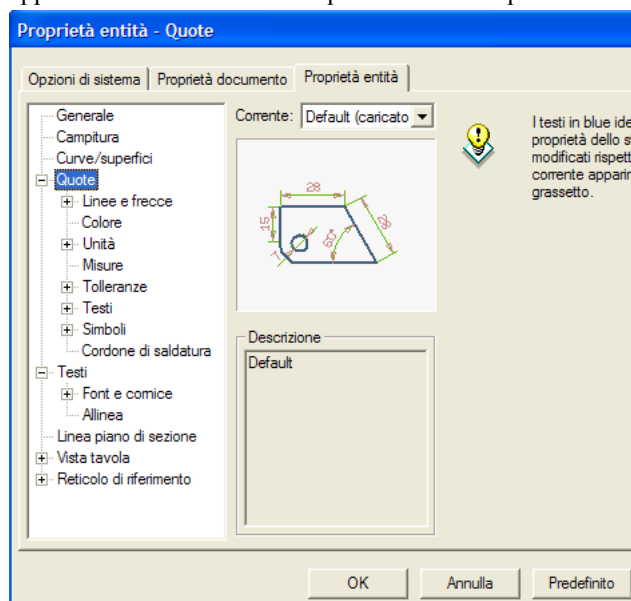 Proprietà entità - Quote
Opzioni di sistema
Proprietà documento
Proprietà entità
Generale
Campitura
Curve/superfici
Quote
Linee e frecce
Colore
Unità
Misure
Tolleranze
Testi
Simboli
Cordone di saldatura
Testi
Font e cornice
Allinea
Linea piano di sezione
Vista tavola
Reticolo di riferimento
Corrente:
Default (caricato
28
15
28
60°
7
Descrizione
Default
I testi in blue ide
proprietà dello s
modificati rispett
corrente apparir
grassetto.
OK
Annulla
Predefinito